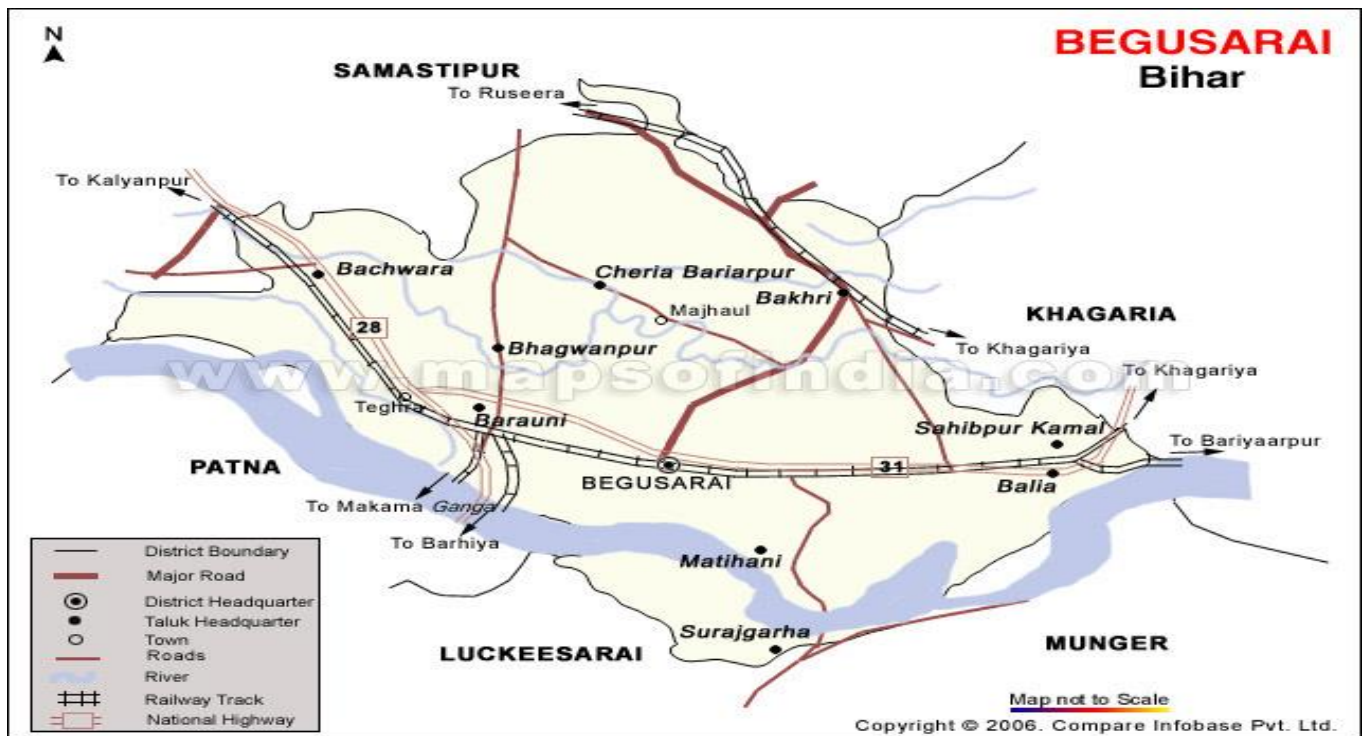 N
BEGUSARAI
Bihar
SAMASTIPUR
To Ruseera
To Kalyanpur
Bachwara
Cheria Bariarpur
Bakhri
Majhaul
KHAGARIA
28
To Khagariya
Bhagwanpur
www.mapsofindia.com
To Khagariya
Teghra
Barauni
Sahibpur Kamal
To Bariyaarpur
PATNA
31
BEGUSARAI
Balia
To Makama
Ganga
To Barhiya
Matihani
Surajgarha
LUCKEESARAI
MUNGER
District Boundary
Major Road
District Headquarter
Taluk Headquarter
Town
Roads
River
Railway Track
National Highway
Map not to Scale
Copyright © 2006. Compare Infobase Pvt. Ltd.